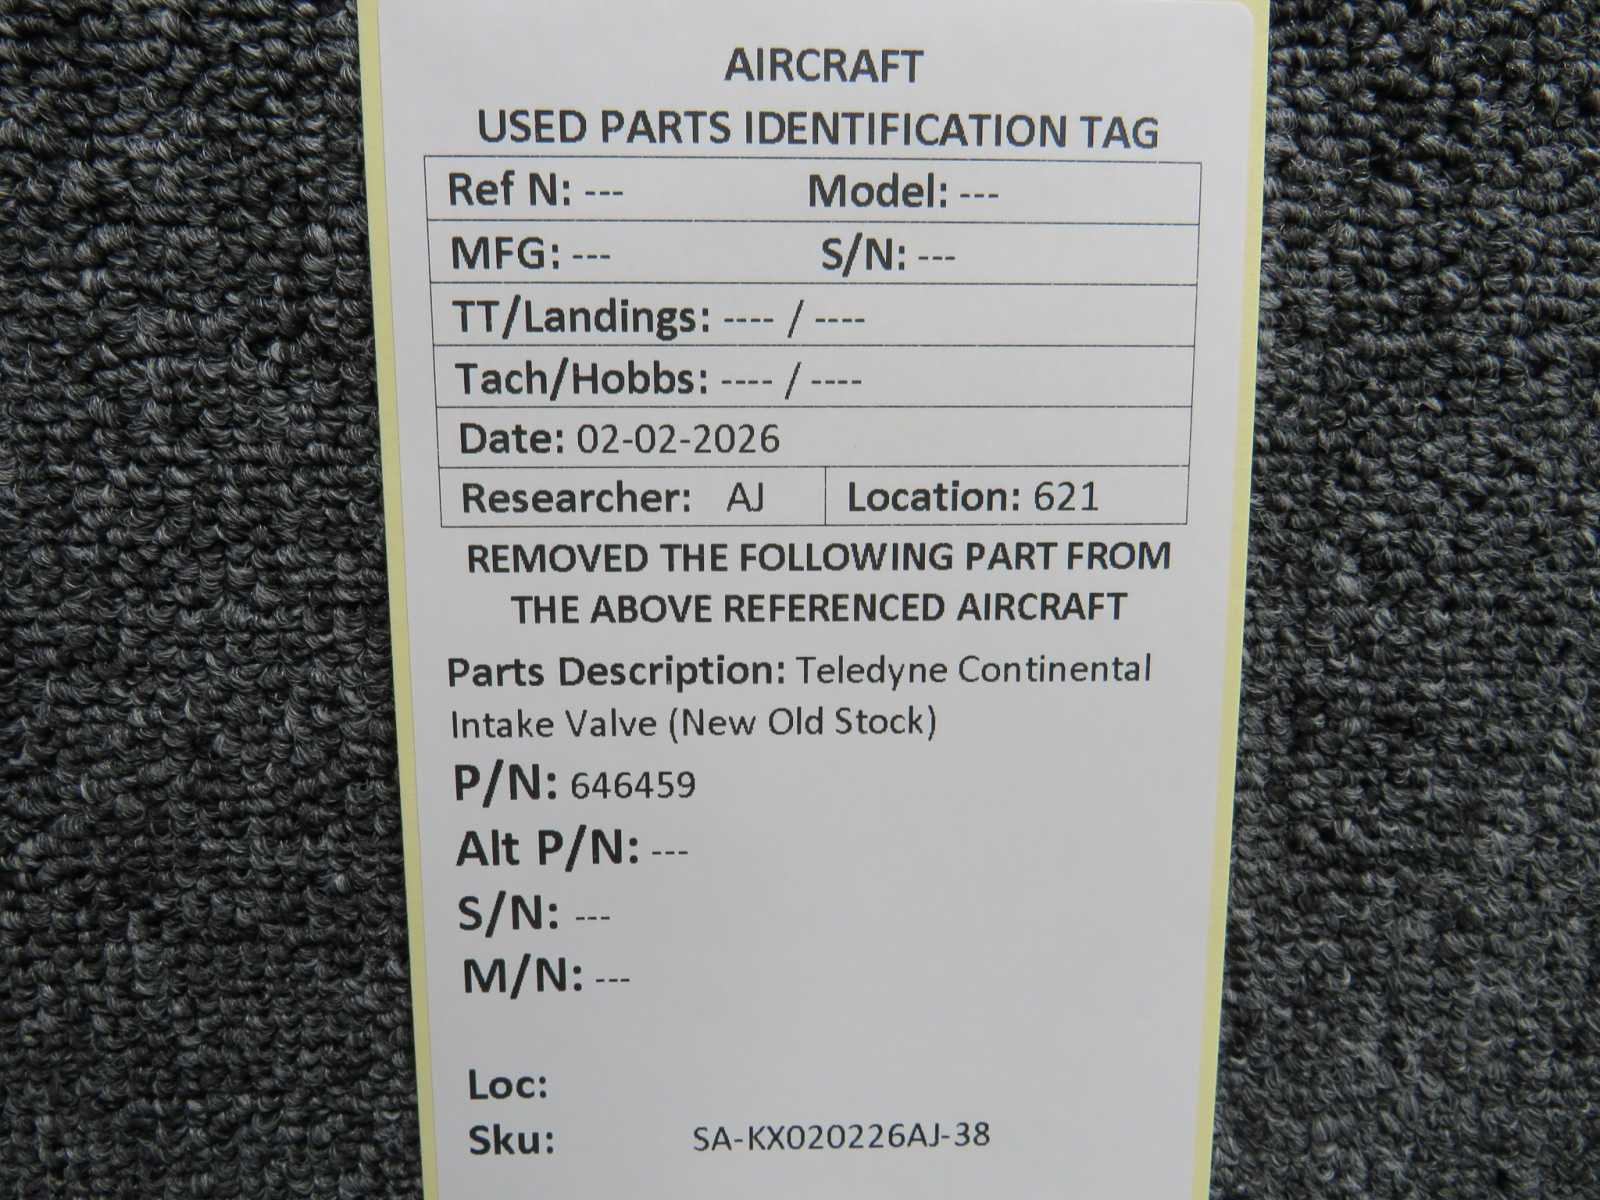 AIRCRAFT
USED PARTS IDENTIFICATION TAG
Ref N: --- Model: ---
MFG: --- S/N: ---
TT/Landings: ---- / ----
Tach/Hobbs: ---- / ----
Date: 02-02-2026
Researcher: AJ Location: 621
REMOVED THE FOLLOWING PART FROM
THE ABOVE REFERENCED AIRCRAFT
Parts Description: Teledyne Continental
Intake Valve (New Old Stock)
P/N: 646459
Alt P/N: ---
S/N: ---
M/N: ---
Loc:
Sku: SA-KX020226AJ-38